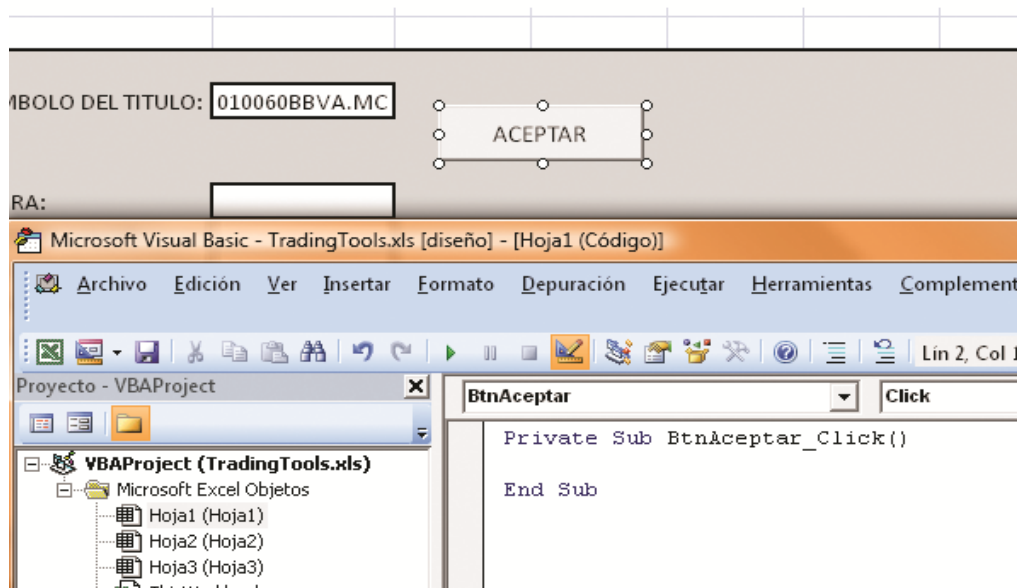 MBOLO DEL TITULO: 010060BBVA.MC
ACEPTAR
RA:
Microsoft Visual Basic - TradingTools.xls [diseño] - [Hoja1 (Código)]
Archivo Edición Ver Insertar Formato Depuración Ejecutar Herramientas Complement
Lín 2, Col 1
Proyecto - VBAProject
BtnAceptar Click
Private Sub BtnAceptar_Click()
VBAProject (TradingTools.xls)
Microsoft Excel Objetos
End Sub
Hoja1 (Hoja1)
Hoja2 (Hoja2)
Hoja3 (Hoja3)